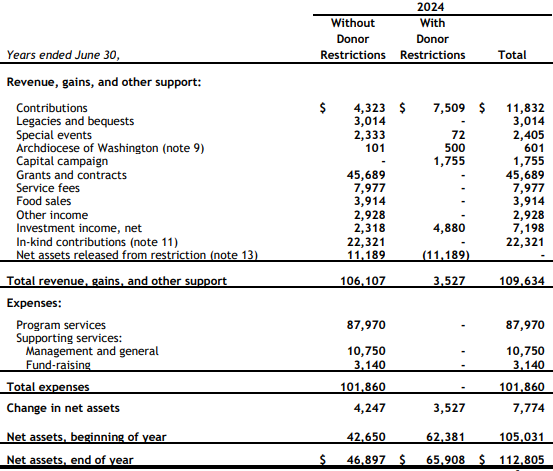 2024
Without With
Donor Donor
Years ended June 30, Restrictions Restrictions Total
Revenue, gains, and other support:
Contributions $ 4,323 $ 7,509 $ 11,832
Legacies and bequests 3,014 - 3,014
Special events 2,333 72 2,405
Archdiocese of Washington (note 9) 101 500 601
Capital campaign - 1,755 1,755
Grants and contracts 45,689 - 45,689
Service fees 7,977 - 7,977
Food sales 3,914 - 3,914
Other income 2,928 - 2,928
Investment income, net 2,318 4,880 7,198
In-kind contributions (note 11) 22,321 - 22,321
Net assets released from restriction (note 13) 11,189 (11,189) -
Total revenue, gains, and other support 106,107 3,527 109,634
Expenses:
Program services 87,970 - 87,970
Supporting services:
Management and general 10,750 - 10,750
Fund-raising 3,140 - 3,140
Total expenses 101,860 - 101,860
Change in net assets 4,247 3,527 7,774
Net assets, beginning of year 42,650 62,381 105,031
Net assets, end of year $ 46,897 $ 65,908 $ 112,805